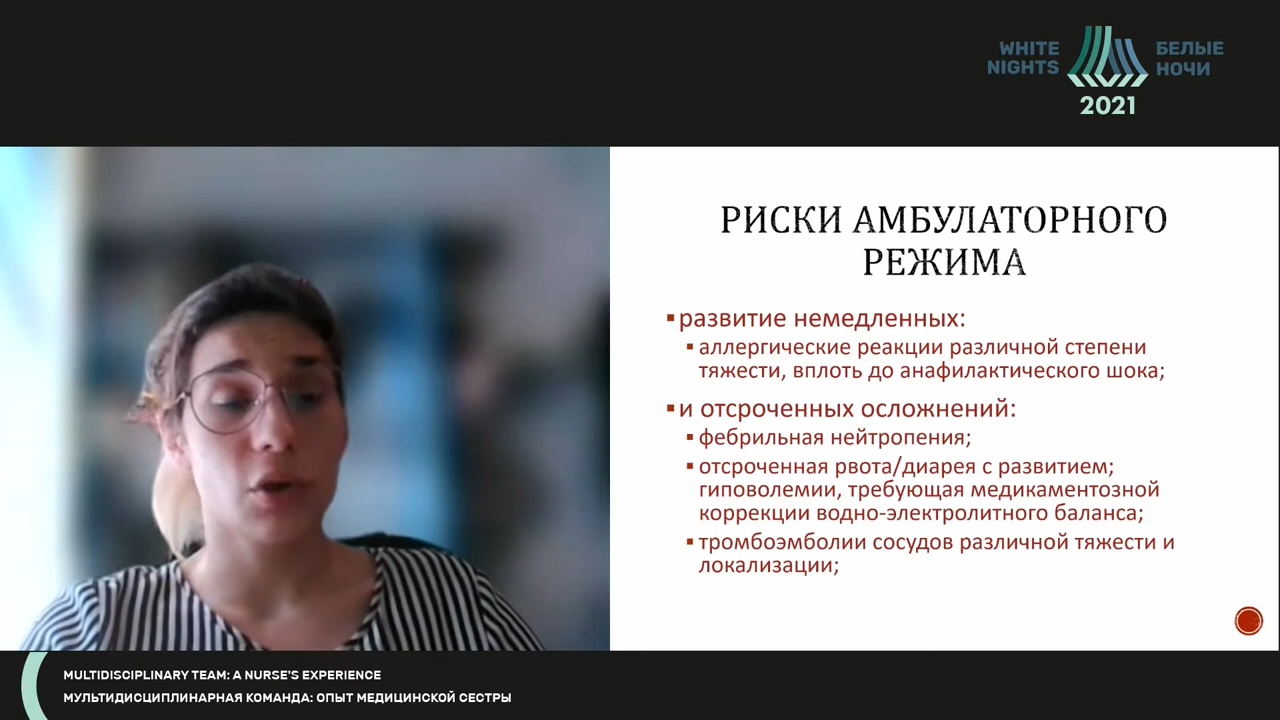 WHITE
NIGHTS
БЕЛЫЕ
НОЧИ
2021
РИСКИ АМБУЛАТОРНОГО
РЕЖИМА
▪развитие немедленных:
▪аллергические реакции различной степени
тяжести, вплоть до анафилактического шока;
▪и отсроченных осложнений:
▪фебрильная нейтропения;
▪отсроченная рвота/диарея с развитием;
гиповолемии, требующая медикаментозной
коррекции водно-электролитного баланса;
▪тромбоэмболии сосудов различной тяжести и
локализации;
MULTIDISCIPLINARY TEAM: A NURSE'S EXPERIENCE
МУЛЬТИДИСЦИПЛИНАРНАЯ КОМАНДА: ОПЫТ МЕДИЦИНСКОЙ СЕСТРЫ